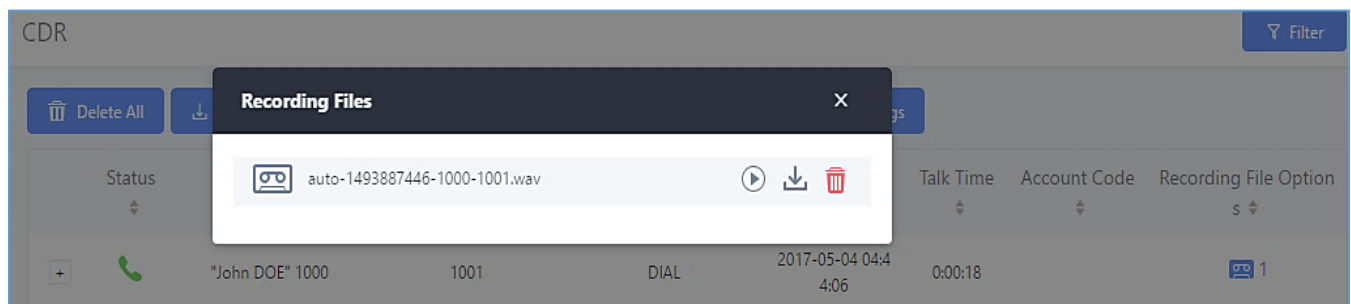 CDR
Filter
Recording Files
Delete All
gs
auto-1493887446-1000-1001.wav
Status
Talk Time
Account Code
Recording File Option
s
"John DOE" 1000
1001
DIAL
2017-05-04 04:4
4:06
0:00:18
1